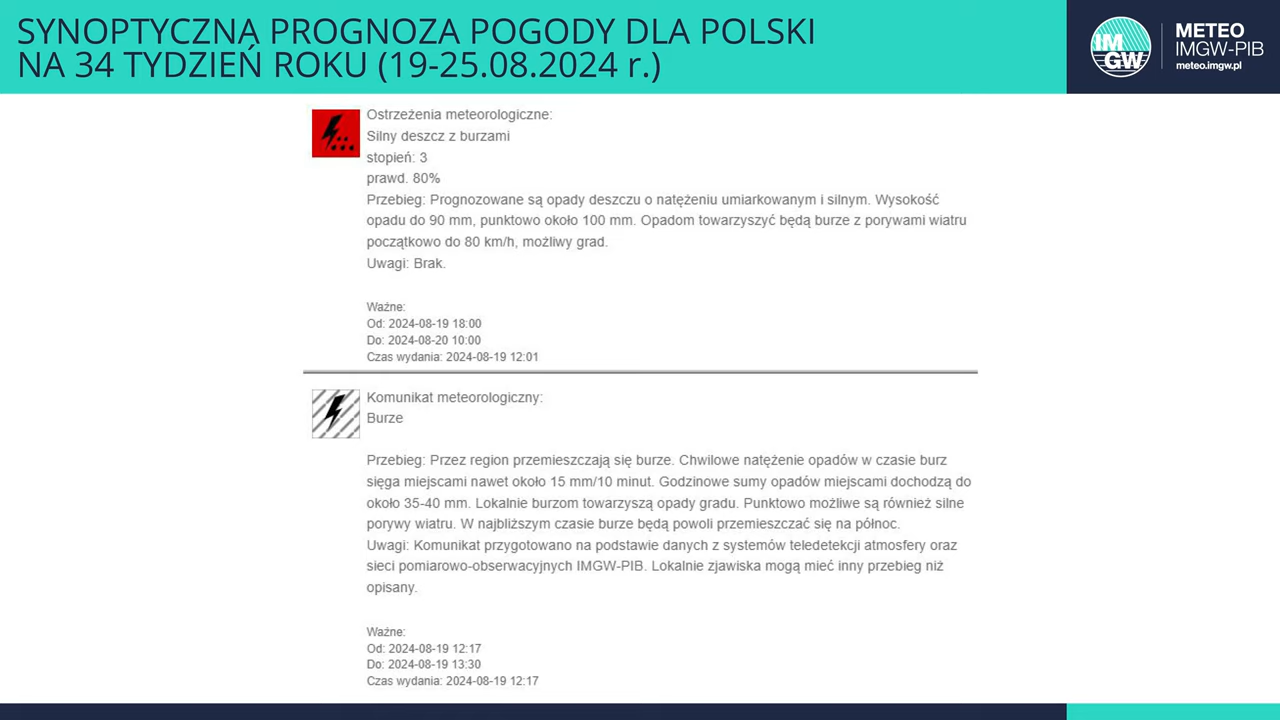 SYNOPTYCZNA PROGNOZA POGODY DLA POLSKI
NA 34 TYDZIEŃ ROKU (19-25.08.2024 r.)
IM
GW
METEO
IMGW-PIB
meteo.imgw.pl
Ostrzeżenia meteorologiczne:
Silny deszcz z burzami
stopień: 3
prawd. 80%
Przebieg: Prognozowane są opady deszczu o natężeniu umiarkowanym i silnym. Wysokość
opadu do 90 mm, punktowo około 100 mm. Opadom towarzyszyć będą burze z porywami wiatru
początkowo do 80 km/h, możliwy grad.
Uwagi: Brak.
Ważne:
Od: 2024-08-19 18:00
Do: 2024-08-20 10:00
Czas wydania: 2024-08-19 12:01
Komunikat meteorologiczny:
Burze
Przebieg: Przez region przemieszczają się burze. Chwilowe natężenie opadów w czasie burz
sięga miejscami nawet około 15 mm/10 minut. Godzinowe sumy opadów miejscami dochodzą do
około 35-40 mm. Lokalnie burzom towarzyszą opady gradu. Punktowo możliwe są również silne
porywy wiatru. W najbliższym czasie burze będą powoli przemieszczać się na północ.
Uwagi: Komunikat przygotowano na podstawie danych z systemów teledetekcji atmosfery oraz
sieci pomiarowo-obserwacyjnych IMGW-PIB. Lokalnie zjawiska mogą mieć inny przebieg niż
opisany.
Ważne:
Od: 2024-08-19 12:17
Do: 2024-08-19 13:30
Czas wydania: 2024-08-19 12:17